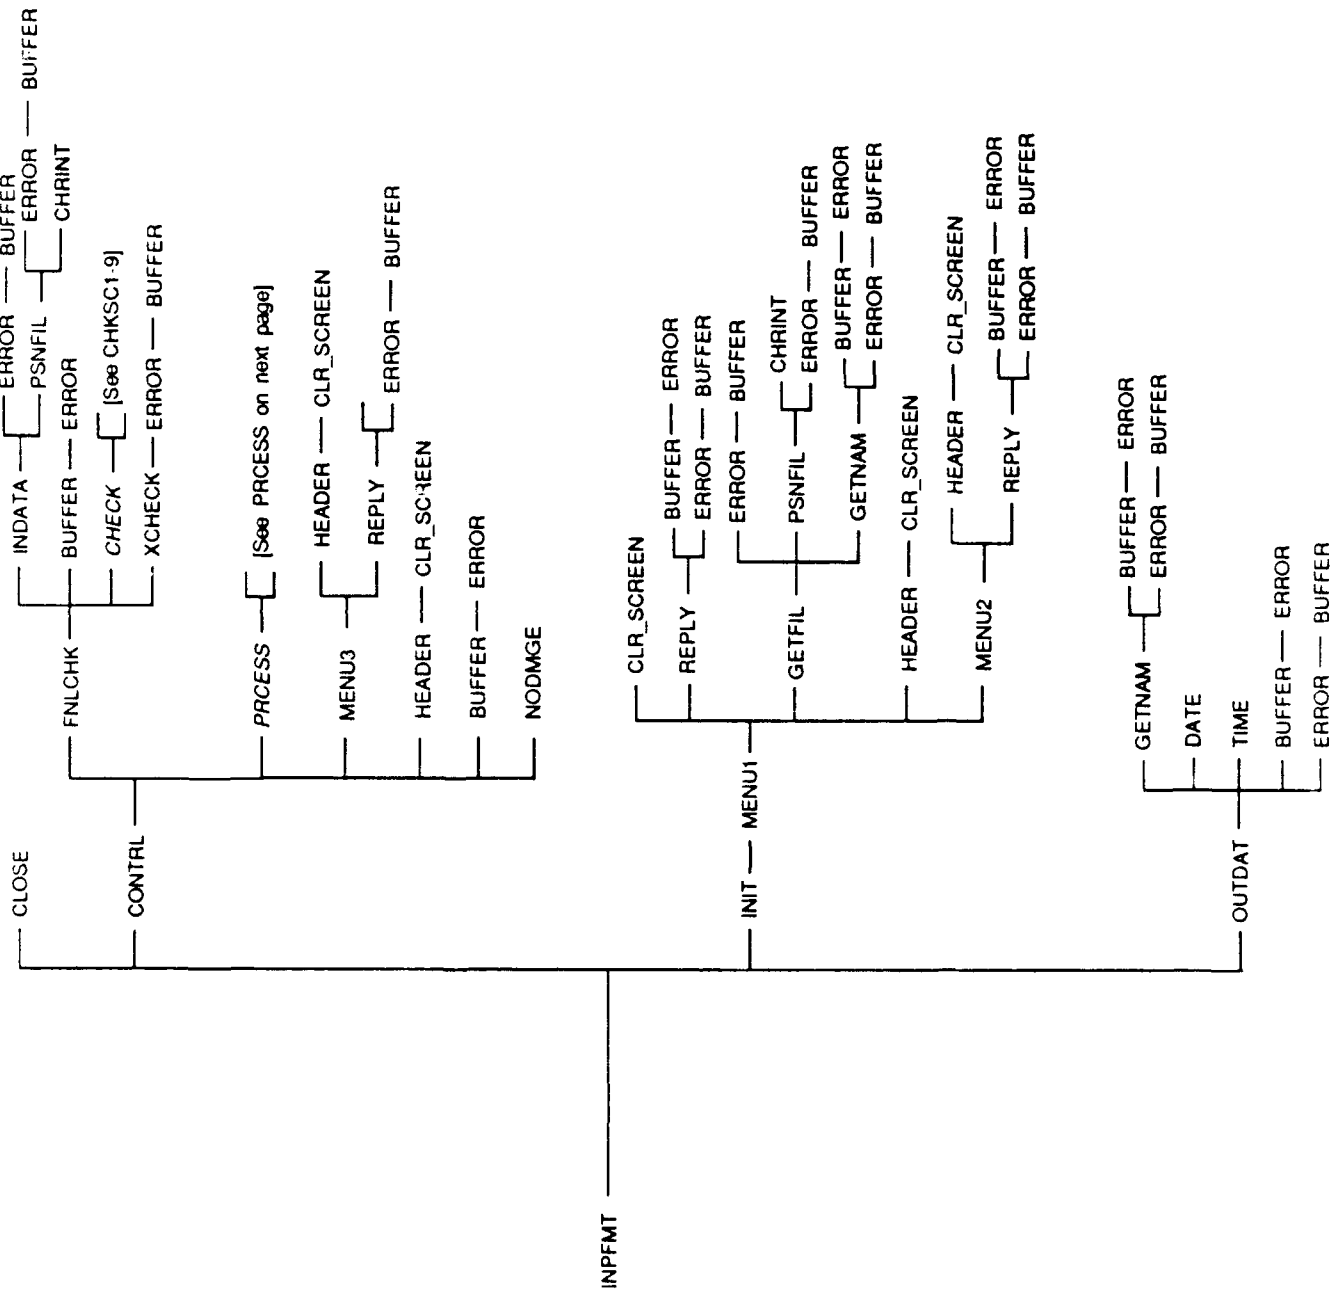 CLOSE
INDATA — ERROR — BUFFER
PSNFIL — ERROR — BUFFER
CHRINT
FNLCHK — BUFFER — ERROR
CHECK — [See CHKSC1-9]
CONTRL
XCHECK — ERROR — BUFFER
PRCESS — [See PRCESS on next page]
MENU3 — HEADER — CLR_SCREEN
REPLY — ERROR — BUFFER
HEADER — CLR_SCREEN
BUFFER — ERROR
NODMGE
INPFMT
CLR_SCREEN
REPLY — BUFFER — ERROR
ERROR — BUFFER
INIT — MENU1
ERROR — BUFFER
GETFIL — PSNFIL — CHRINT
ERROR — BUFFER
GETNAM — BUFFER — ERROR
ERROR — BUFFER
HEADER — CLR_SCREEN
MENU2 — HEADER — CLR_SCREEN
REPLY — BUFFER — ERROR
ERROR — BUFFER
GETNAM — BUFFER — ERROR
ERROR — BUFFER
DATE
OUTDAT — TIME
BUFFER — ERROR
ERROR — BUFFER